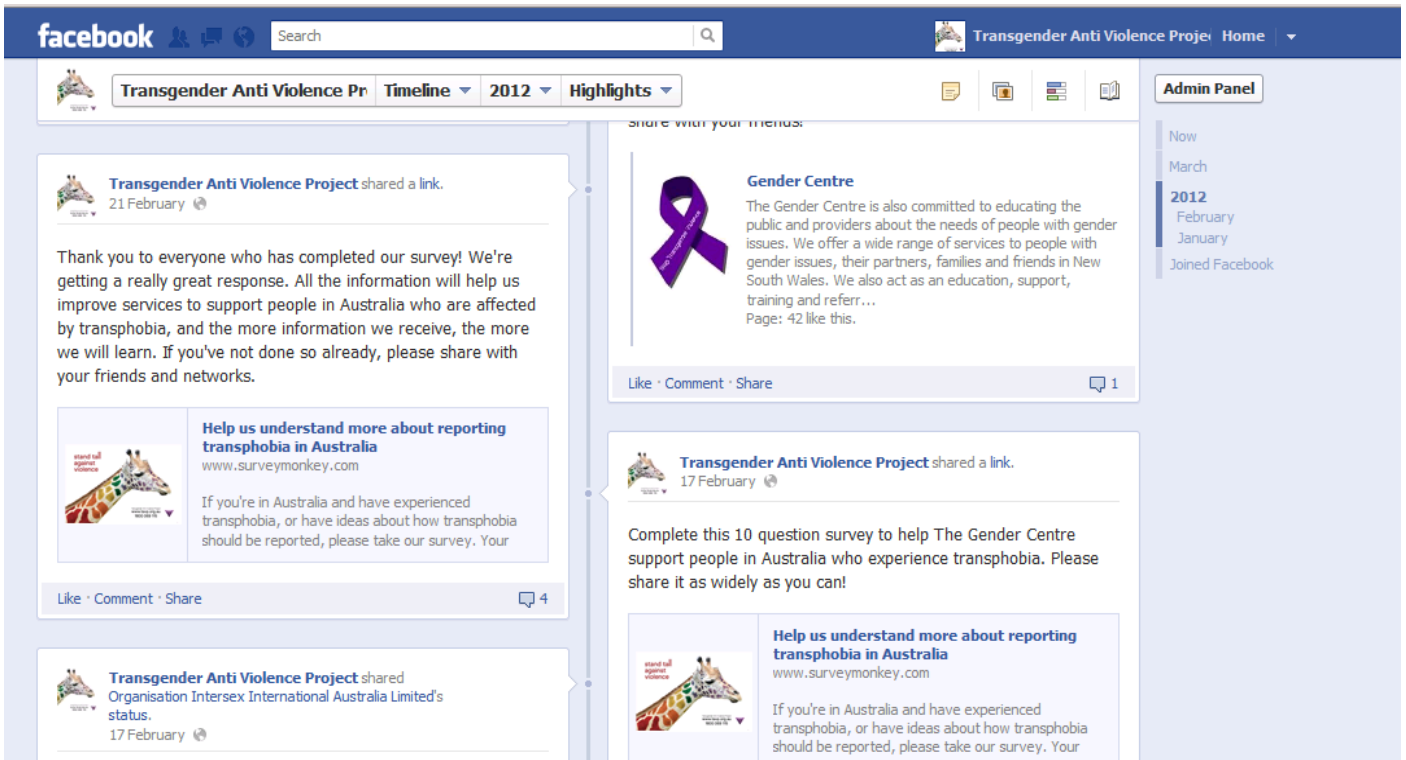 facebook
Search
Transgender Anti Violence Projec Home
Transgender Anti Violence Pr Timeline 2012 Highlights
Admin Panel
Now
March
2012
February
January
Joined Facebook
Transgender Anti Violence Project shared a link.
21 February
Thank you to everyone who has completed our survey! We're
getting a really great response. All the information will help us
improve services to support people in Australia who are affected
by transphobia, and the more information we receive, the more
we will learn. If you've not done so already, please share with
your friends and networks.
stand tall
against
violence
Help us understand more about reporting
transphobia in Australia
www.surveymonkey.com
If you're in Australia and have experienced
transphobia, or have ideas about how transphobia
should be reported, please take our survey. Your
Like · Comment · Share
4
Transgender Anti Violence Project shared
Organisation Intersex International Australia Limited's
status.
17 February
share with your friends!
Stop Transgender Violence
Gender Centre
The Gender Centre is also committed to educating the
public and providers about the needs of people with gender
issues. We offer a wide range of services to people with
gender issues, their partners, families and friends in New
South Wales. We also act as an education, support,
training and referr...
Page: 42 like this.
Like · Comment · Share
1
Transgender Anti Violence Project shared a link.
17 February
Complete this 10 question survey to help The Gender Centre
support people in Australia who experience transphobia. Please
share it as widely as you can!
stand tall
against
violence
Help us understand more about reporting
transphobia in Australia
www.surveymonkey.com
If you're in Australia and have experienced
transphobia, or have ideas about how transphobia
should be reported, please take our survey. Your